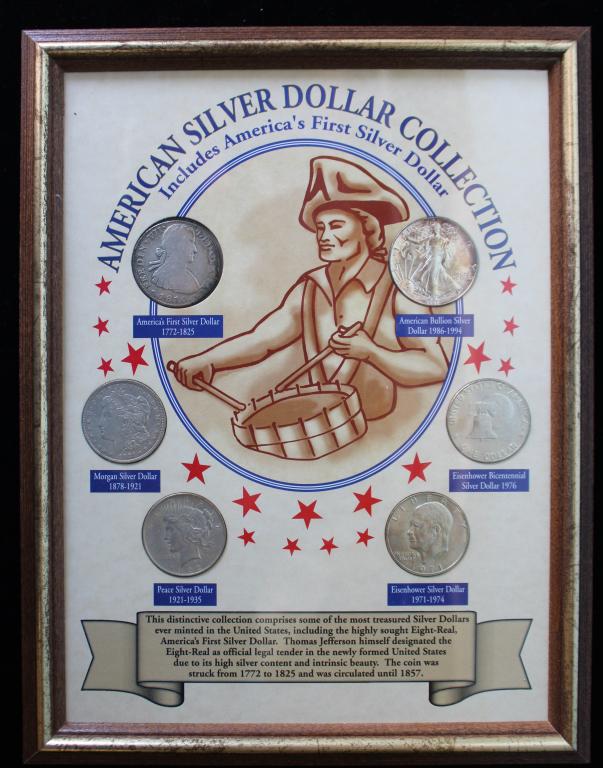 AMERICAN SILVER DOLLAR COLLECTION
Includes America's First Silver Dollar
America's First Silver Dollar
1772-1825
American Bullion Silver
Dollar 1986-1994
Morgan Silver Dollar
1878-1921
Eisenhower Bicentennial
Silver Dollar 1976
LIBERTY
1971
Peace Silver Dollar
1921-1935
Eisenhower Silver Dollar
1971-1974
This distinctive collection comprises some of the most treasured Silver Dollars
ever minted in the United States, including the highly sought Eight-Real,
America's First Silver Dollar. Thomas Jefferson himself designated the
Eight-Real as official legal tender in the newly formed United States
due to its high silver content and intrinsic beauty. The coin was
struck from 1772 to 1825 and was circulated until 1857.